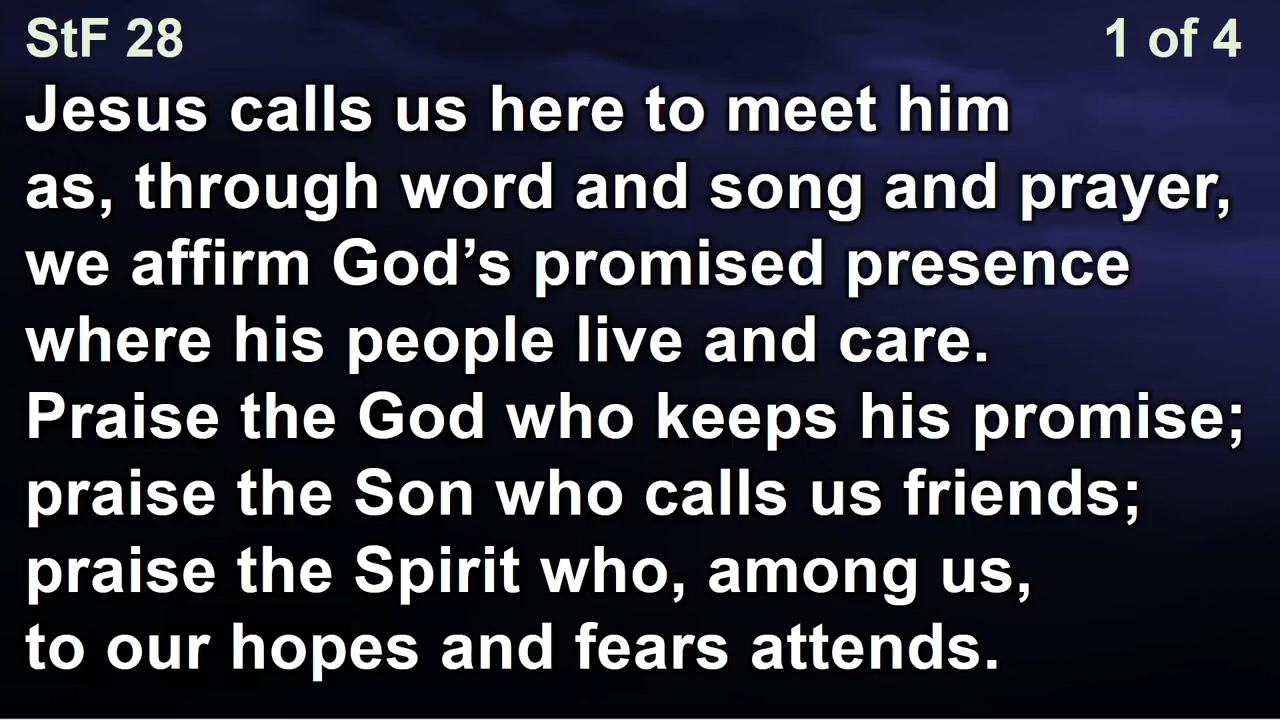 StF 28 1 of 4
Jesus calls us here to meet him
as, through word and song and prayer,
we affirm God’s promised presence
where his people live and care.
Praise the God who keeps his promise;
praise the Son who calls us friends;
praise the Spirit who, among us,
to our hopes and fears attends.